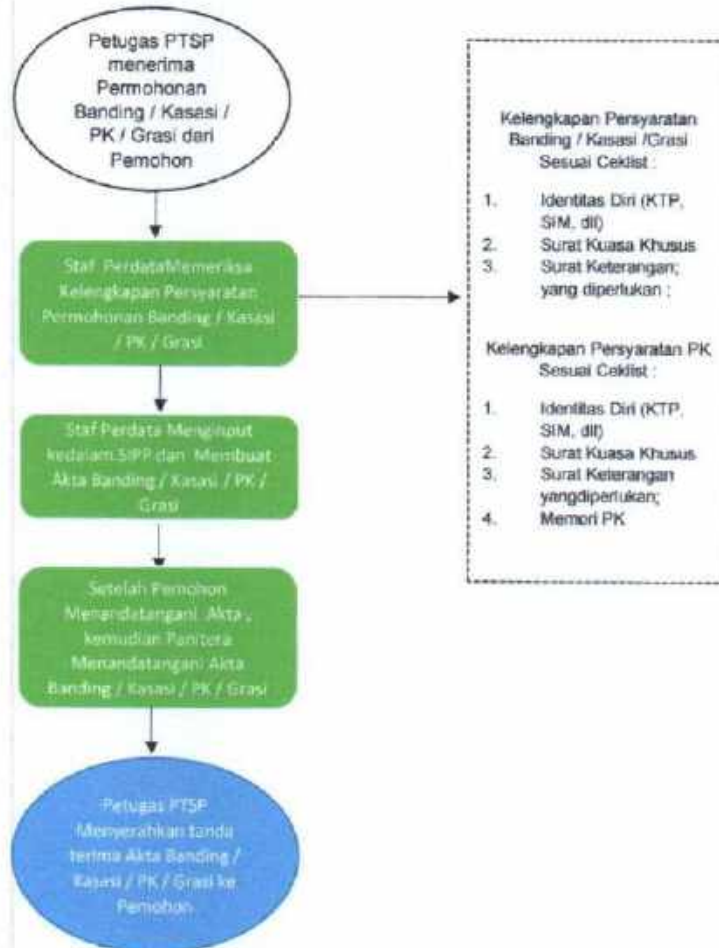 Petugas PTSP
menerima
Permohonan
Banding / Kasasi /
PK / Grasi dari
Pemohon
Staf PerdataMemeriksa
Kelengkapan Persyaratan
Permohonan Banding / Kasasi
/ PK / Grasi
Kelengkapan Persyaratan
Banding / Kasasi /Grasi
Sesuai Ceklist :
1. Identitas Diri (KTP,
SIM, dll)
2. Surat Kuasa Khusus
3. Surat Keterangan;
yang diperlukan ;
Kelengkapan Persyaratan PK
Sesuai Ceklist :
1. Identitas Diri (KTP,
SIM, dll)
2. Surat Kuasa Khusus
3. Surat Keterangan
yangdiperlukan;
4. Memori PK
Staf Perdata Menginput
kedalam SIPP dan Membuat
Akta Banding / Kasasi / PK /
Grasi
Setelah Pemohon
Menandatangani Akta ,
kemudian Panitera
Menandatangani Akta
Banding / Kasasi / PK / Grasi
Petugas PTSP
Menyerahkan tanda
terima Akta Banding /
Kasasi / PK / Grasi ke
Pemohon